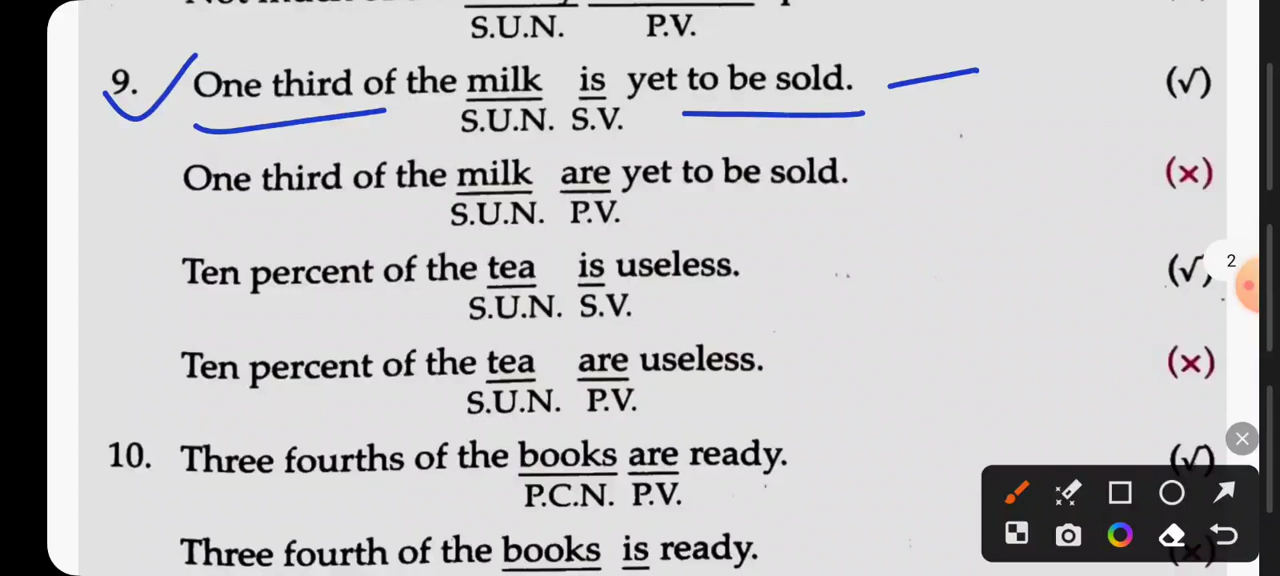 S.U.N. P.V.
9. One third of the milk is yet to be sold. (√)
S.U.N. S.V.
One third of the milk are yet to be sold. (×)
S.U.N. P.V.
Ten percent of the tea is useless. (√)
2
S.U.N. S.V.
Ten percent of the tea are useless. (×)
S.U.N. P.V.
10. Three fourths of the books are ready. (√)
P.C.N. P.V.
Three fourth of the books is ready. (×)